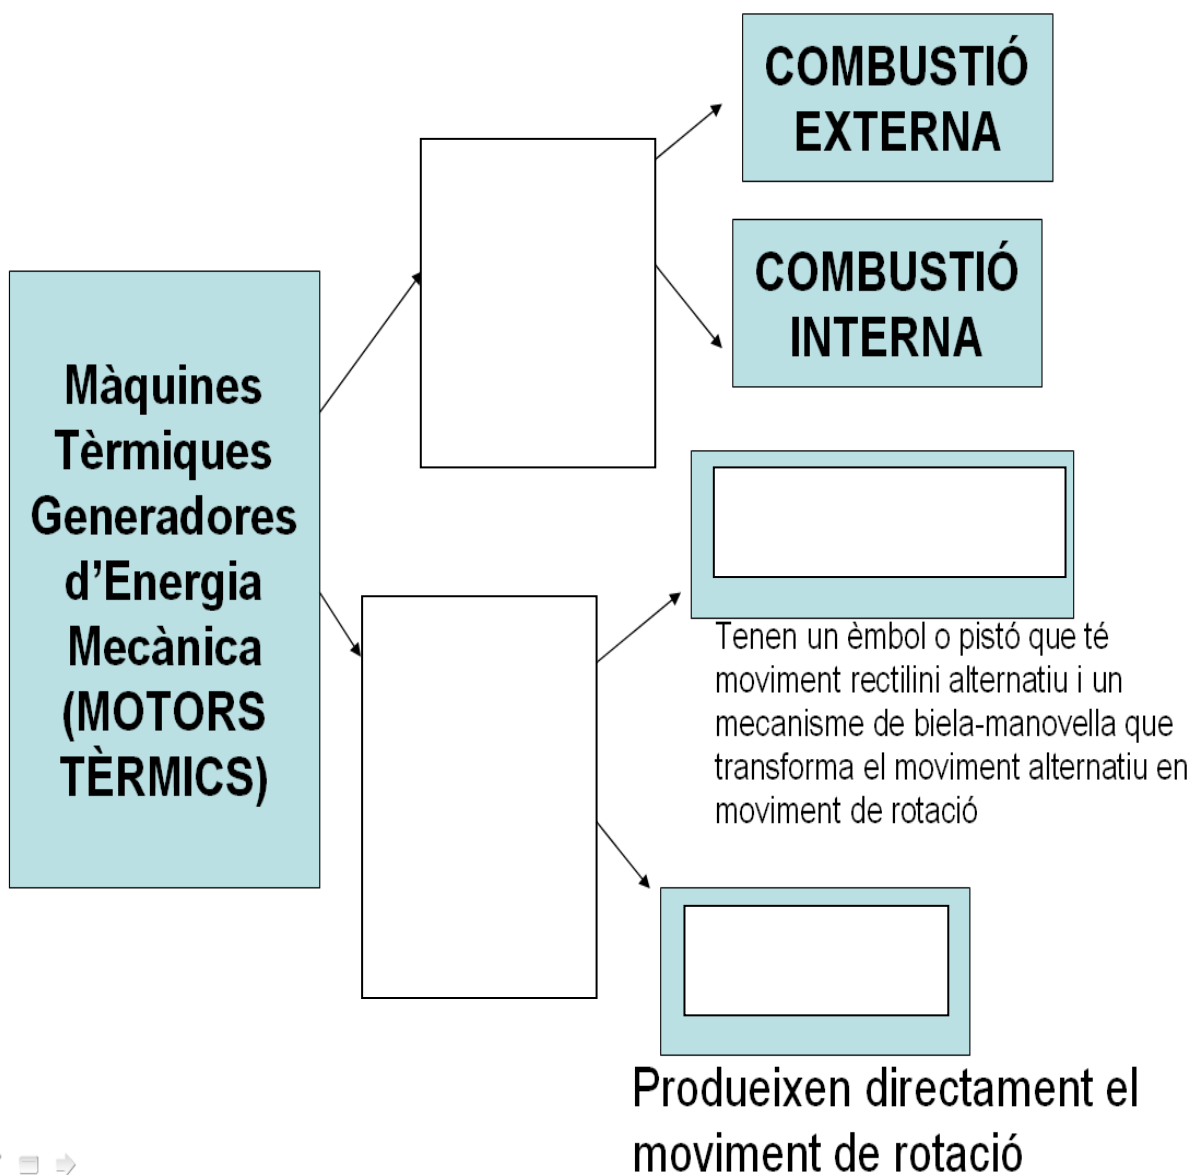 COMBUSTIÓ
EXTERNA
COMBUSTIÓ
INTERNA
Màquines
Tèrmiques
Generadores
d’Energia
Mecànica
(MOTORS
TÈRMICS)
Tenen un èmbol o pistó que té
moviment rectilini alternatiu i un
mecanisme de biela-manovella que
transforma el moviment alternatiu en
moviment de rotació
Produeixen directament el
moviment de rotació